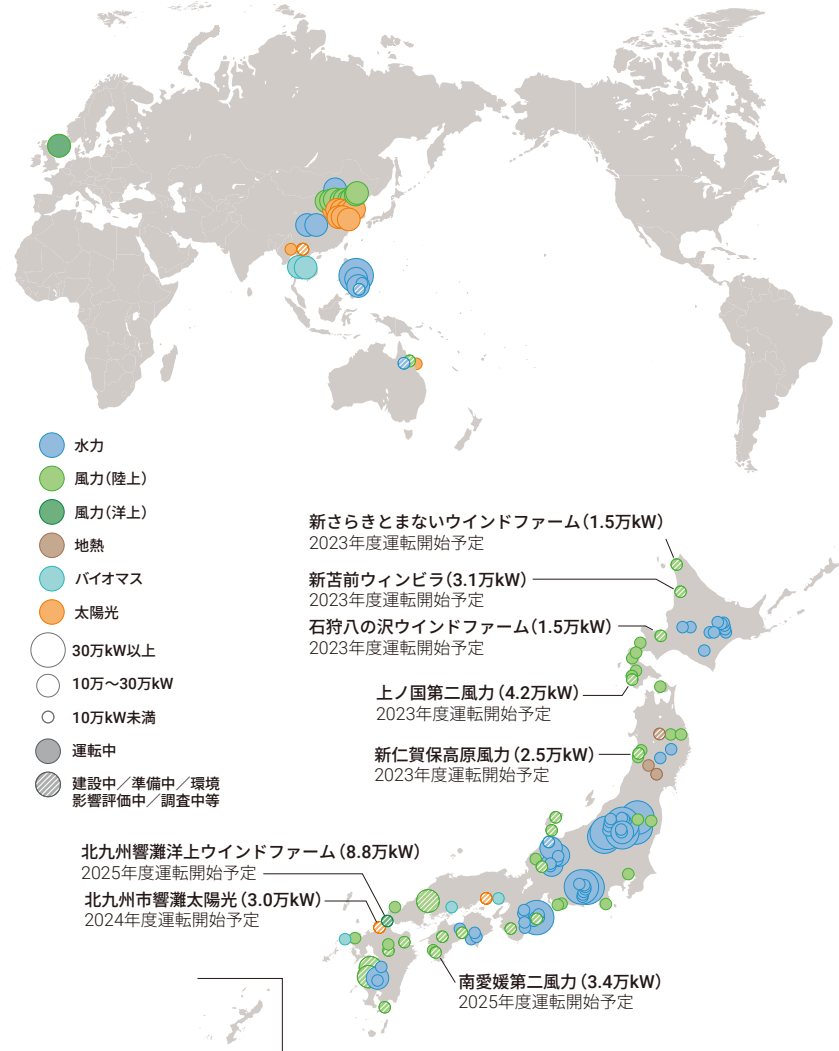 水力
風力（陸上）
風力（洋上）
地熱
バイオマス
太陽光
30万kW以上
10万～30万kW
10万kW未満
運転中
建設中／準備中／環境
影響評価中／調査中等
新さらきとまないウインドファーム（1.5万kW）
2023年度運転開始予定
新苫前ウィンビラ（3.1万kW）
2023年度運転開始予定
石狩八の沢ウインドファーム（1.5万kW）
2023年度運転開始予定
上ノ国第二風力（4.2万kW）
2023年度運転開始予定
新仁賀保高原風力（2.5万kW）
2023年度運転開始予定
北九州響灘洋上ウインドファーム（8.8万kW）
2025年度運転開始予定
北九州市響灘太陽光（3.0万kW）
2024年度運転開始予定
南愛媛第二風力（3.4万kW）
2025年度運転開始予定